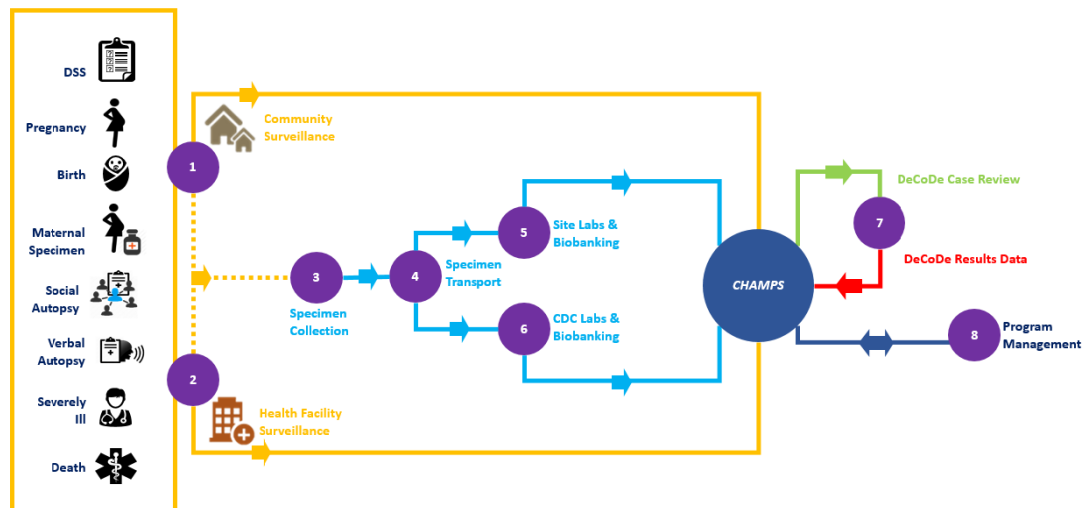 DSS
Pregnancy
Birth
Maternal
Specimen
Social
Autopsy
Verbal
Autopsy
Severely
Ill
Death
1
Community
Surveillance
2
Health Facility
Surveillance
3
Specimen
Collection
4
Specimen
Transport
5
Site Labs &
Biobanking
6
CDC Labs &
Biobanking
CHAMPS
DeCoDe Case Review
7
DeCoDe Results Data
8
Program
Management